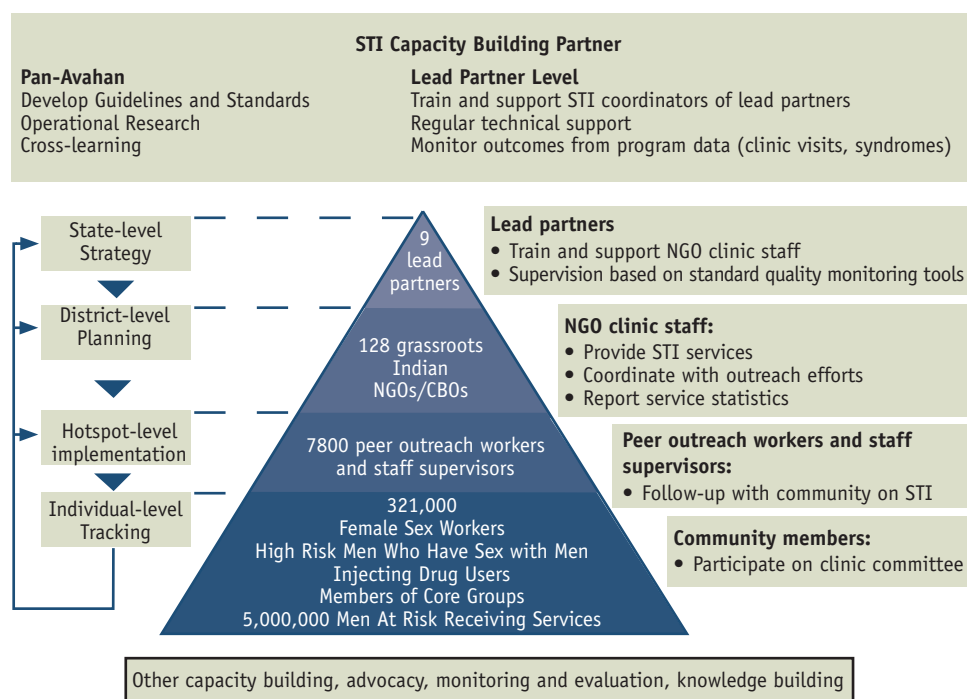 STI Capacity Building Partner
Pan-Avahan
Develop Guidelines and Standards
Operational Research
Cross-learning
Lead Partner Level
Train and support STI coordinators of lead partners
Regular technical support
Monitor outcomes from program data (clinic visits, syndromes)
State-level
Strategy
District-level
Planning
Hotspot-level
implementation
Individual-level
Tracking
9
lead
partners
128 grassroots
Indian
NGOs/CBOs
7800 peer outreach workers
and staff supervisors
321,000
Female Sex Workers
High Risk Men Who Have Sex with Men
Injecting Drug Users
Members of Core Groups
5,000,000 Men At Risk Receiving Services
Lead partners
• Train and support NGO clinic staff
• Supervision based on standard quality monitoring tools
NGO clinic staff:
• Provide STI services
• Coordinate with outreach efforts
• Report service statistics
Peer outreach workers and staff
supervisors:
• Follow-up with community on STI
Community members:
• Participate on clinic committee
Other capacity building, advocacy, monitoring and evaluation, knowledge building